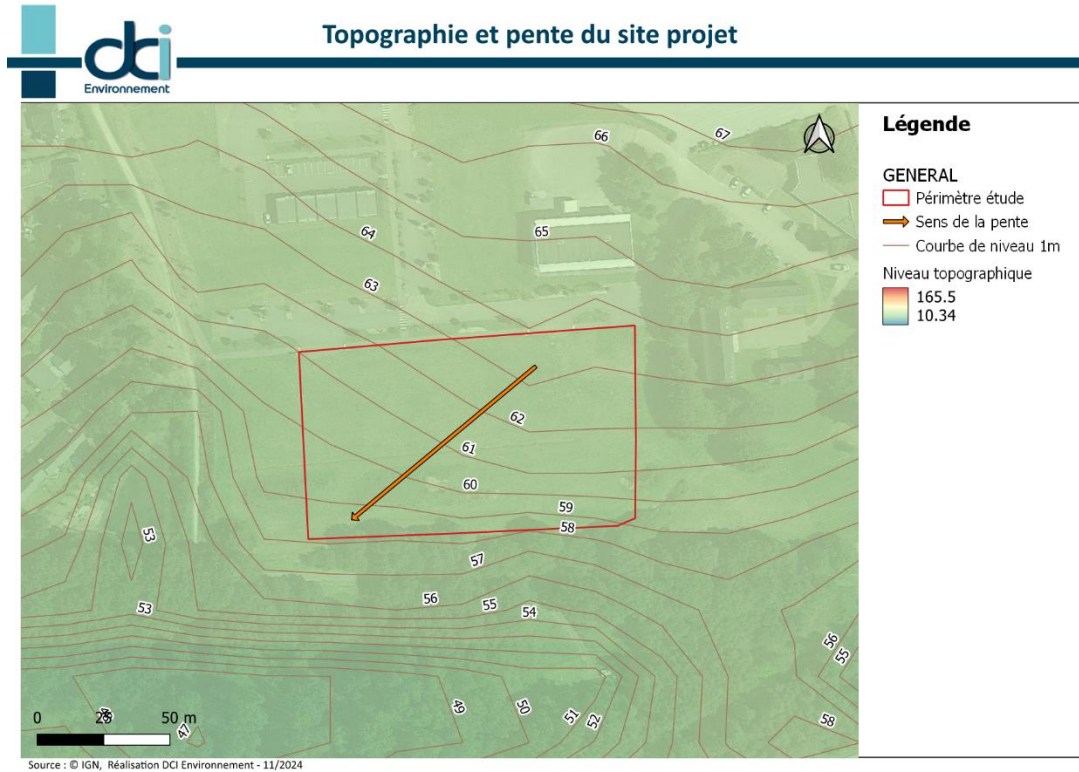 dci
Environnement
Topographie et pente du site projet
67
66
65
64
63
62
61
60
59
58
57
56
55
54
53
53
56
55
49
50
51
52
58
47
0 25 50 m
Légende
GENERAL
Périmètre étude
Sens de la pente
Courbe de niveau 1m
Niveau topographique
165.5
10.34
Source : © IGN, Réalisation DCI Environnement - 11/2024